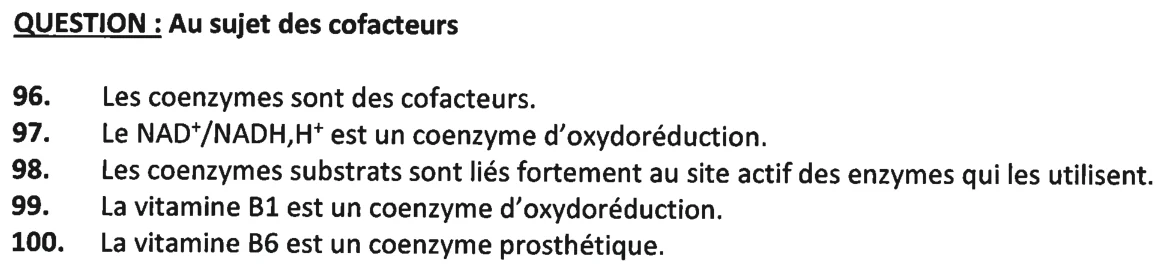 QUESTION : Au sujet des cofacteurs
96. Les coenzymes sont des cofacteurs.
97. Le NAD⁺/NADH,H⁺ est un coenzyme d'oxydoréduction.
98. Les coenzymes substrats sont liés fortement au site actif des enzymes qui les utilisent.
99. La vitamine B1 est un coenzyme d'oxydoréduction.
100. La vitamine B6 est un coenzyme prosthétique.